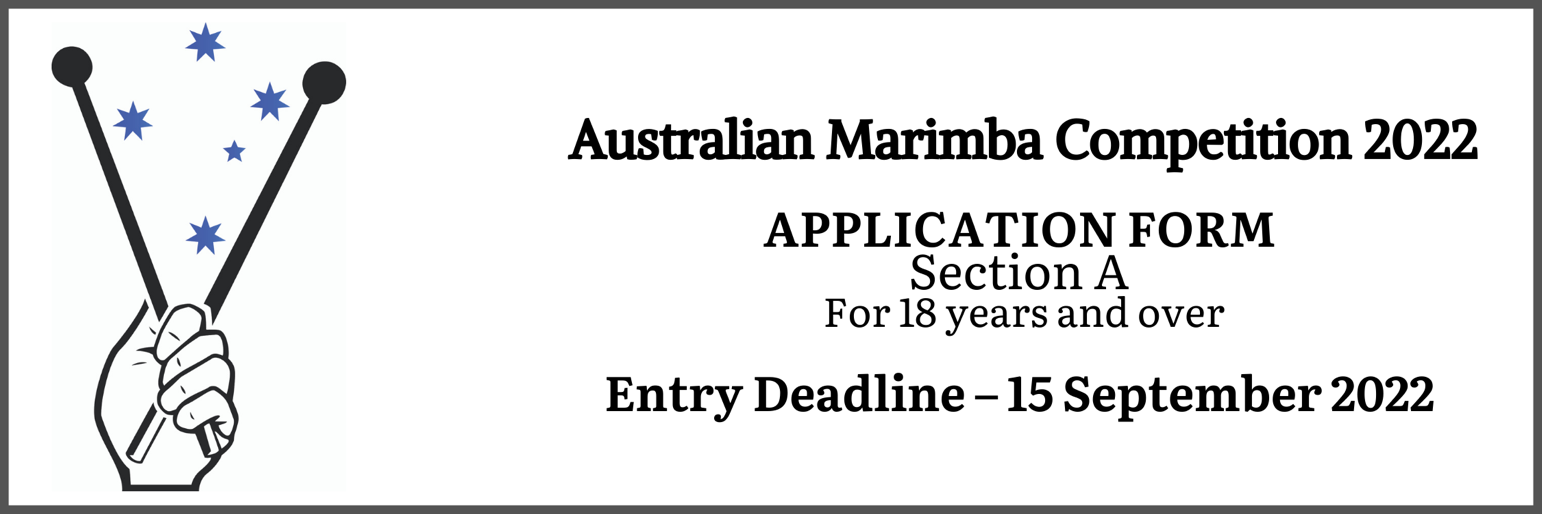 Australian Marimba Competition 2022
APPLICATION FORM
Section A
For 18 years and over
Entry Deadline – 15 September 2022